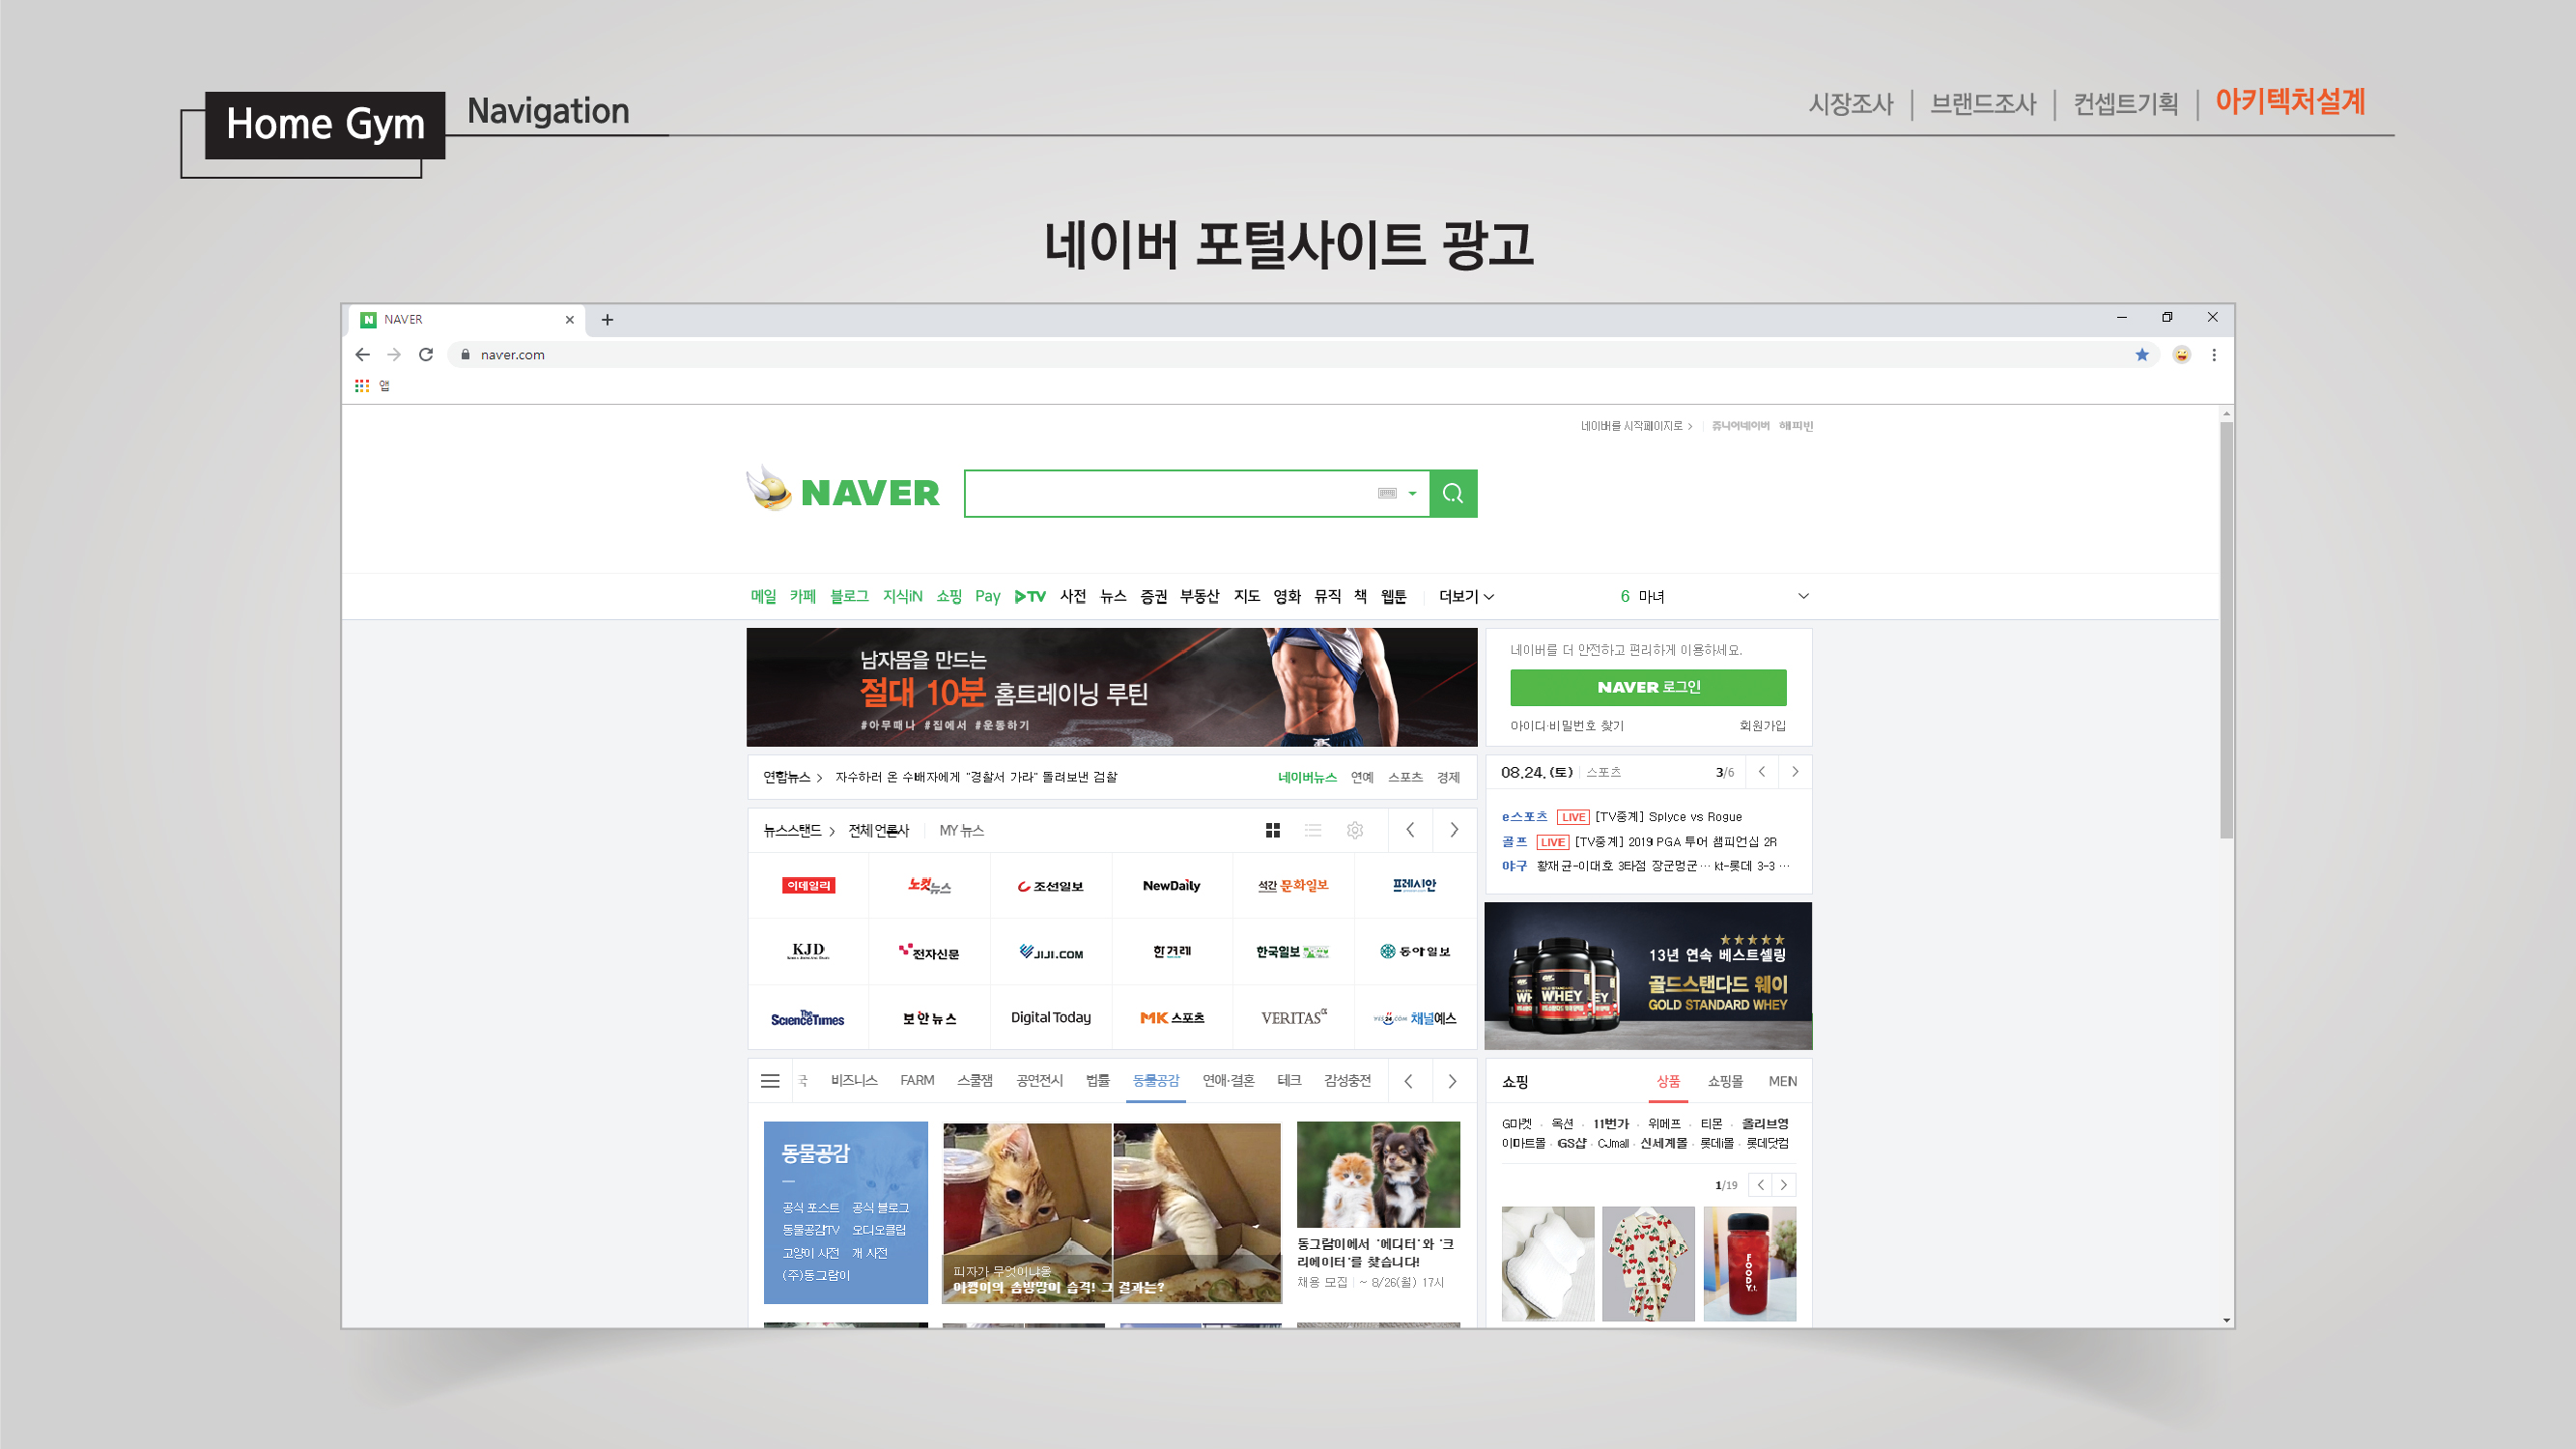 Home Gym
Navigation
시장조사 | 브랜드조사 | 컨셉트기획 | 아키텍처설계
네이버 포털사이트 광고
NAVER
naver.com
앱
네이버를 시작페이지로 > 쥬니어네이버 해피빈
NAVER
메일 카페 블로그 지식iN 쇼핑 Pay TV 사전 뉴스 증권 부동산 지도 영화 뮤직 책 웹툰 더보기
6 마녀
남자몸을 만드는
절대 10분 홈트레이닝 루틴
#아무때나 #집에서 #운동하기
네이버를 더 안전하고 편리하게 이용하세요.
NAVER 로그인
아이디·비밀번호 찾기 회원가입
연합뉴스 > 자수하러 온 수배자에게 "경찰서 가라" 돌려보낸 검찰
네이버뉴스 연예 스포츠 경제
08.24. (토) 스포츠 3/6
e스포츠 LIVE [TV중계] Splyce vs Rogue
골프 LIVE [TV중계] 2019 PGA 투어 챔피언십 2R
야구 황재균-이대호 3타점 장군멍군… kt-롯데 3-3 …
뉴스스탠드 > 전체 언론사 MY 뉴스
이데일리 노컷뉴스 조선일보 NewDaily 석간 문화일보 프레시안
KJD 전자신문 JIJI.COM 한겨레 한국일보 동아일보
The ScienceTimes 보안뉴스 Digital Today MK 스포츠 VERITAS α YES24.COM 채널예스
WHEY
13년 연속 베스트셀링
골드스탠다드 웨이
GOLD STANDARD WHEY
국 비즈니스 FARM 스쿨잼 공연전시 법률 동물공감 연애·결혼 테크 감성충전
동물공감
공식 포스트 공식 블로그
동물공감TV 오디오클립
고양이 사전 개 사전
(주)동그람이
피자가 무엇이냐옹
아깽이의 솜방망이 습격! 그 결과는?
동그람이에서 '에디터'와 '크
리에이터'를 찾습니다!
채용 모집 | ~ 8/26(월) 17시
쇼핑 상품 쇼핑몰 MEN
G마켓 · 옥션 · 11번가 · 위메프 · 티몬 · 올리브영
이마트몰 · GS샵 · CJmall · 신세계몰 · 롯데i몰 · 롯데닷컴
1/19
FOODY.